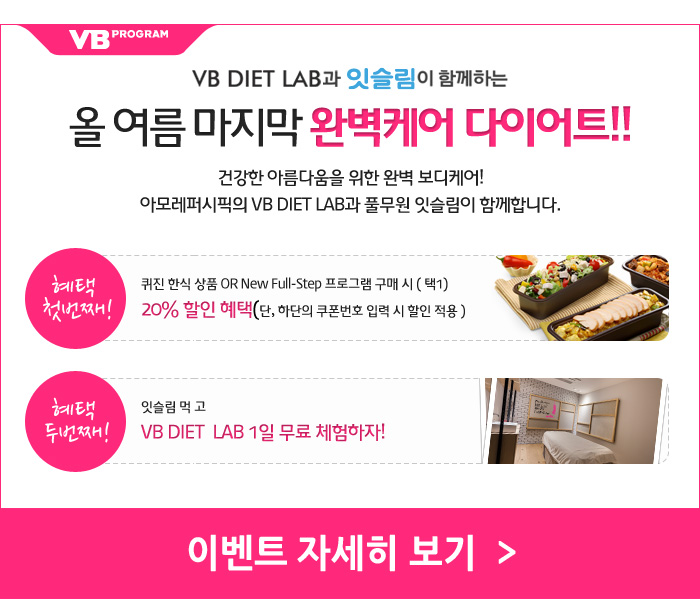 VB PROGRAM
VB DIET LAB과 잇슬림이 함께하는
올 여름 마지막 완벽케어 다이어트!!
건강한 아름다움을 위한 완벽 보디케어!
아모레퍼시픽의 VB DIET LAB과 풀무원 잇슬림이 함께합니다.
혜택
첫번째!
퀴진 한식 상품 OR New Full-Step 프로그램 구매 시 ( 택1)
20% 할인 혜택(단, 하단의 쿠폰번호 입력 시 할인 적용 )
혜택
두번째!
잇슬림 먹 고
VB DIET LAB 1일 무료 체험하자!
이벤트 자세히 보기 >